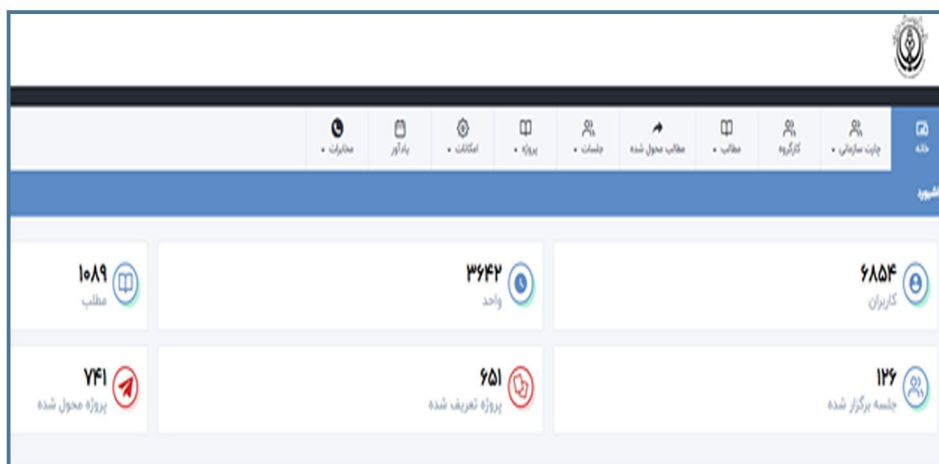 خانه
چارت سازمانی
کارگروه
مطالب
مطالب محول شده
جلسات
پروژه
امکانات
یادآور
مخابرات
داشبورد
۶۸۵۴
کاربران
۳۶۴۲
واحد
۱۰۸۹
مطلب
۱۲۶
جلسه برگزار شده
۶۵۱
پروژه تعریف شده
۷۴۱
پروژه محول شده